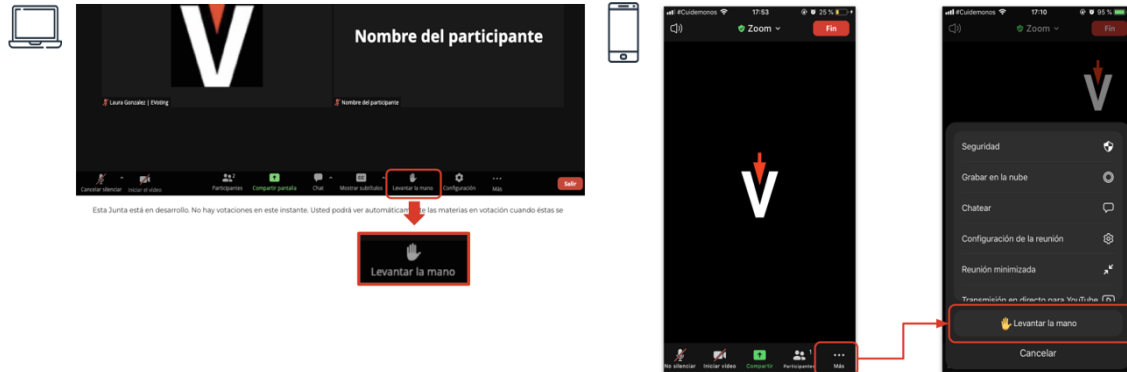 Nombre del participante
Laura Gonzalez | EVoting
Nombre del participante
Cancelar silenciar
Iniciar el video
2
Participantes
Compartir pantalla
Chat
Mostrar subtítulos
Levantar la mano
Configuración
Más
Salir
Esta Junta está en desarrollo. No hay votaciones en este instante. Usted podrá ver automáticam te las materias en votación cuando éstas se
Levantar la mano
#Cuidemonos
17:53
25 %
Zoom
Fin
V
No silenciar
Iniciar video
Compartir
1
Participantes
Más
#Cuidemonos
17:10
95 %
Zoom
Fin
V
Seguridad
Grabar en la nube
Chatear
Configuración de la reunión
Reunión minimizada
Transmisión en directo para YouTube
Levantar la mano
Cancelar